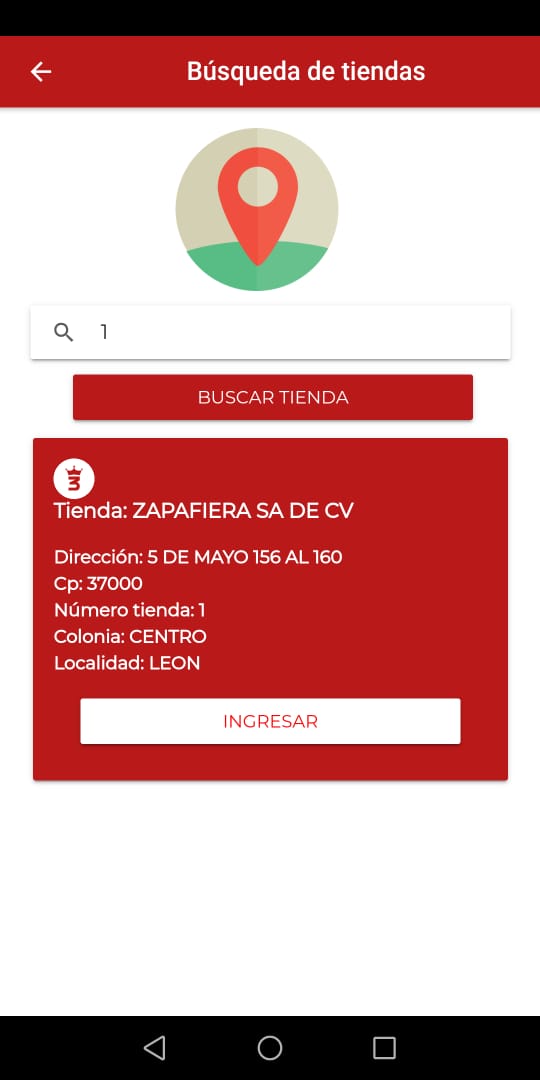 Búsqueda de tiendas
1
BUSCAR TIENDA
3
Tienda: ZAPAFIERA SA DE CV
Dirección: 5 DE MAYO 156 AL 160
Cp: 37000
Número tienda: 1
Colonia: CENTRO
Localidad: LEON
INGRESAR